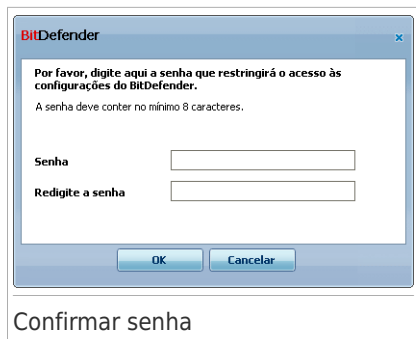 BitDefender
x
Por favor, digite aqui a senha que restringirá o acesso às
configurações do BitDefender.
A senha deve conter no mínimo 8 caracteres.
Senha
Redigite a senha
OK
Cancelar
Confirmar senha